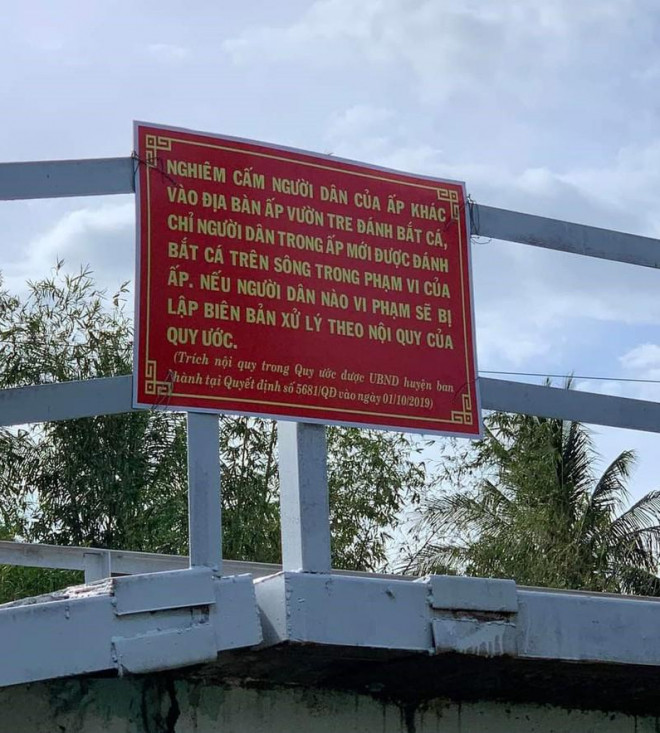 NGHIÊM CẤM NGƯỜI DÂN CỦA ẤP KHÁC
VÀO ĐỊA BÀN ẤP VƯỜN TRE ĐÁNH BẮT CÁ,
CHỈ NGƯỜI DÂN TRONG ẤP MỚI ĐƯỢC ĐÁNH
BẮT CÁ TRÊN SÔNG TRONG PHẠM VI CỦA
ẤP. NẾU NGƯỜI DÂN NÀO VI PHẠM SẼ BỊ
LẬP BIÊN BẢN XỬ LÝ THEO NỘI QUY CỦA
QUY ƯỚC.
(Trích nội quy trong Quy ước được UBND huyện ban
hành tại Quyết định số 5681/QĐ vào ngày 01/10/2019)